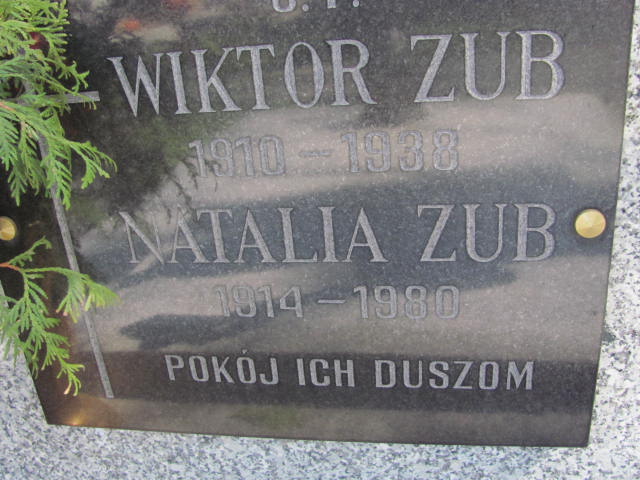 Ś. P.
WIKTOR ZUB
1910 – 1938
NATALIA ZUB
1914 – 1980
POKÓJ ICH DUSZOM